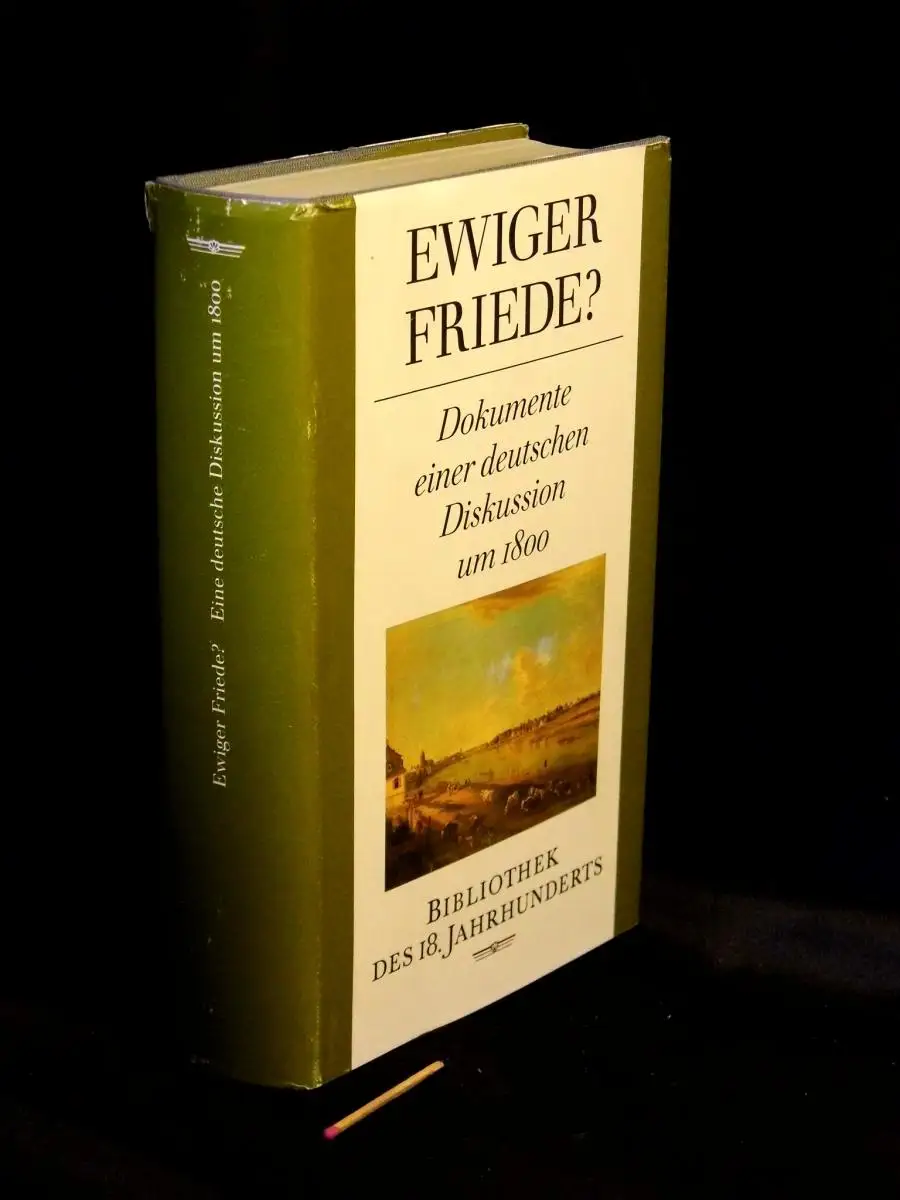 EWIGER
FRIEDE?
Dokumente
einer deutschen
Diskussion
um 1800
BIBLIOTHEK
DES 18. JAHRHUNDERTS
Ewiger Friede? Eine deutsche Diskussion um 1800